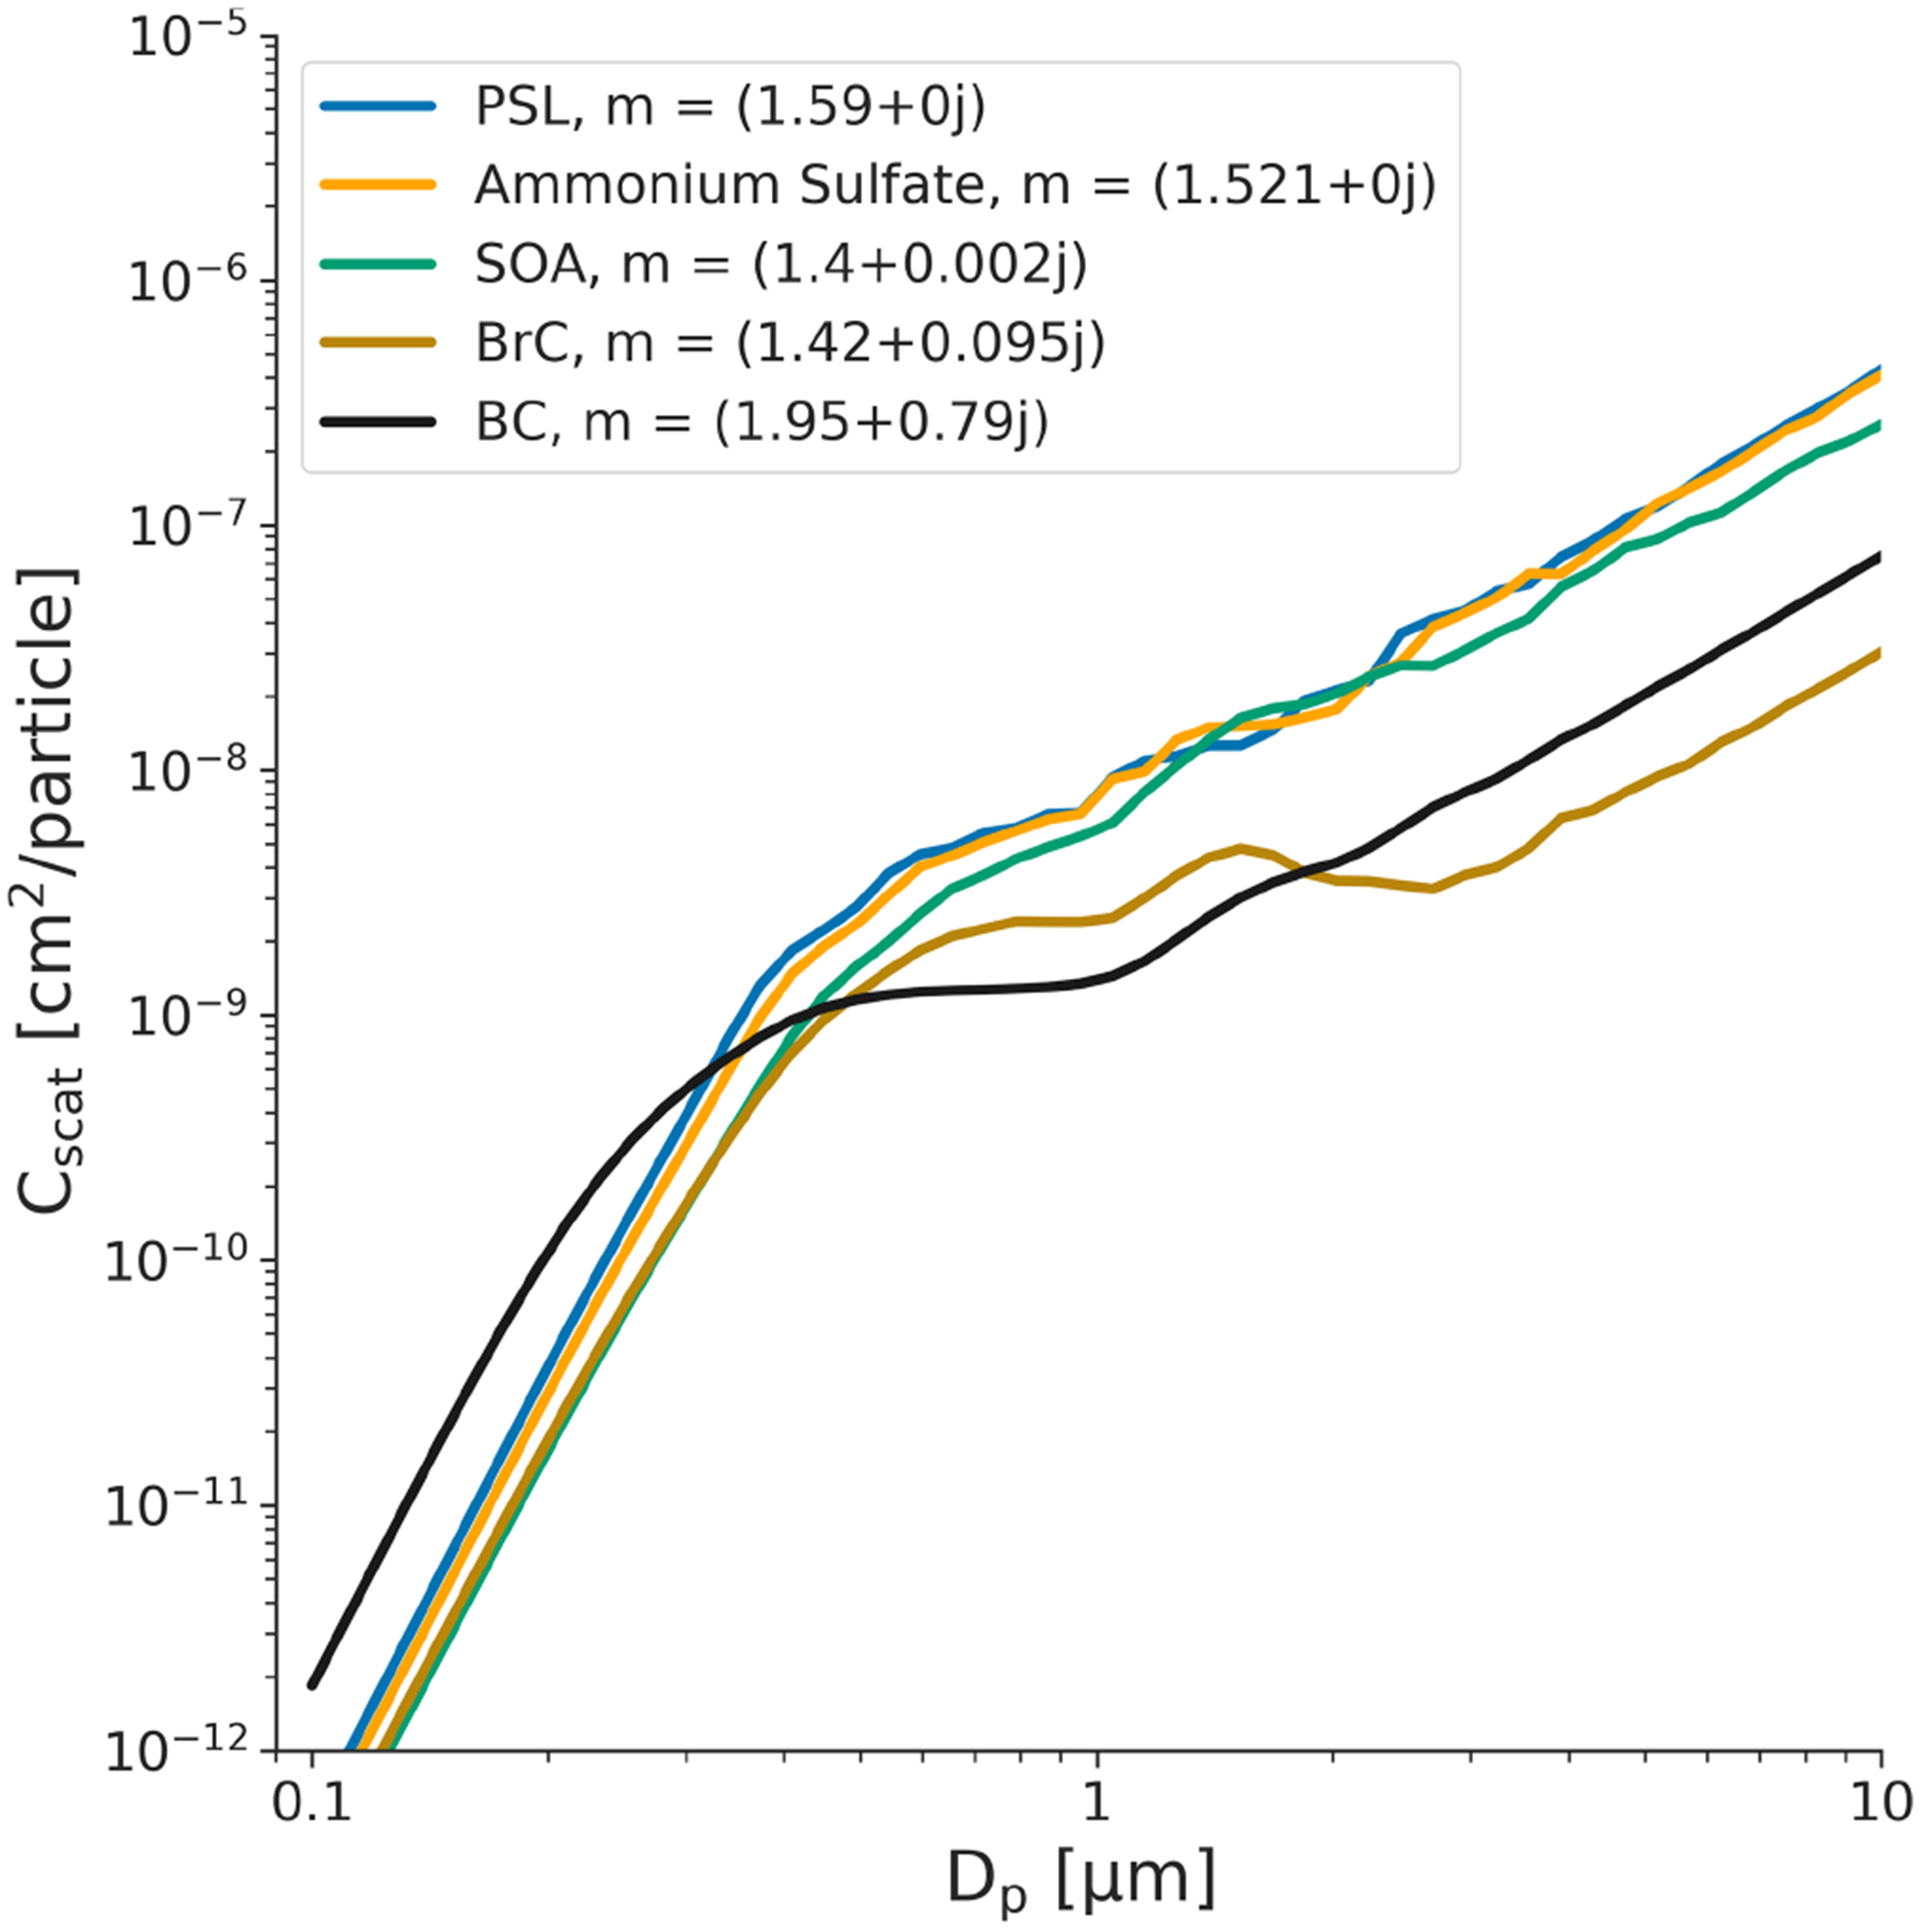 10⁻⁵
10⁻⁶
10⁻⁷
10⁻⁸
10⁻⁹
10⁻¹⁰
10⁻¹¹
10⁻¹²
C_scat [cm²/particle]
PSL, m = (1.59+0j)
Ammonium Sulfate, m = (1.521+0j)
SOA, m = (1.4+0.002j)
BrC, m = (1.42+0.095j)
BC, m = (1.95+0.79j)
0.1 1 10
Dₚ [μm]